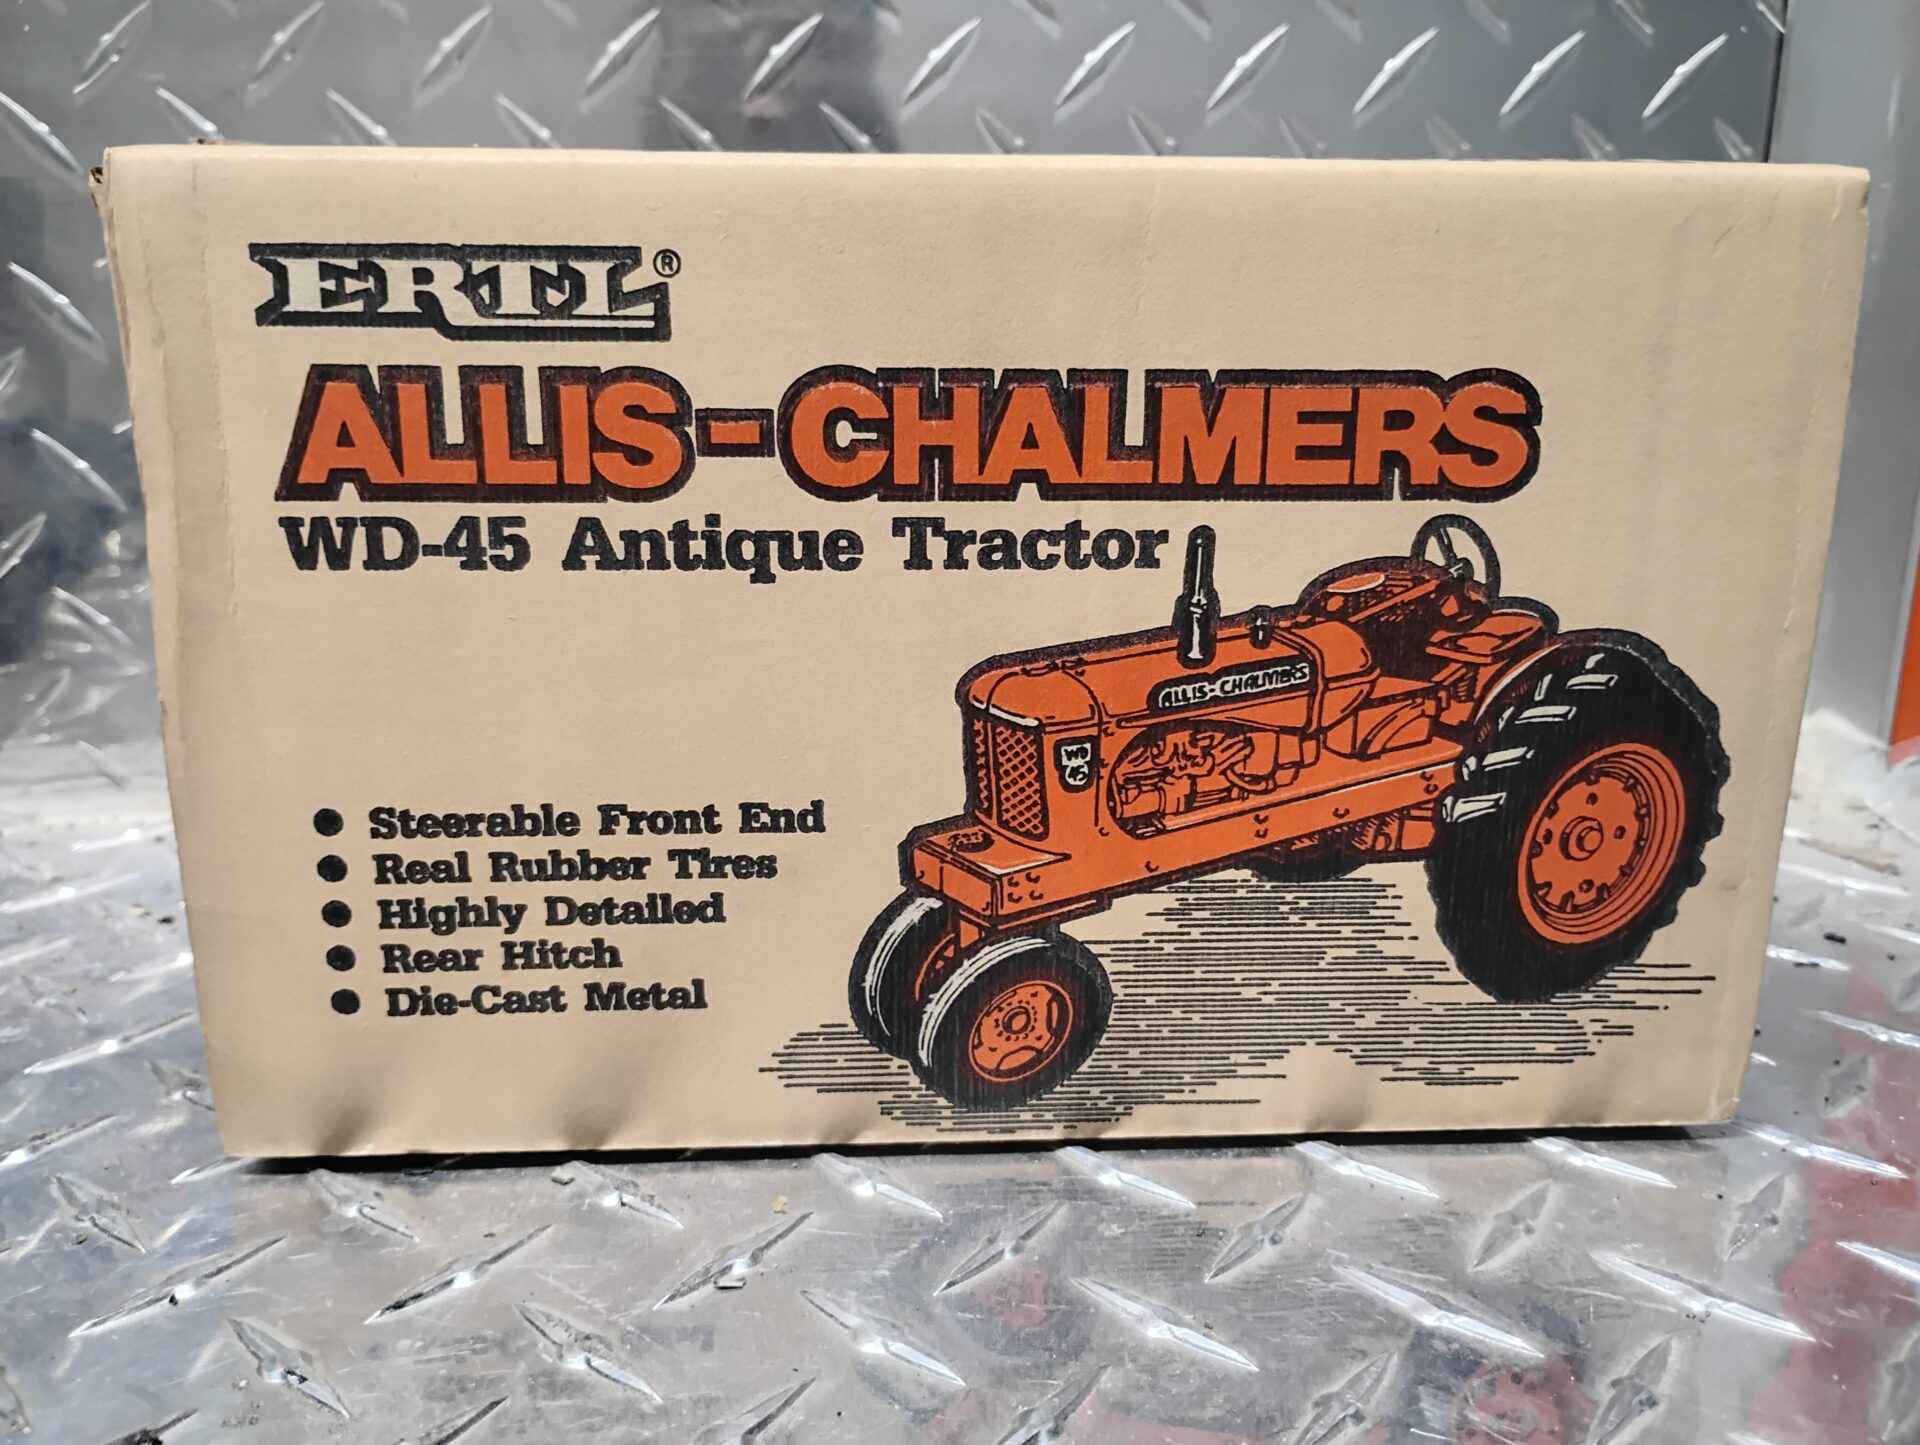 ERTL®
ALLIS-CHALMERS
WD-45 Antique Tractor
ALLIS-CHALMERS
WD
45
● Steerable Front End
● Real Rubber Tires
● Highly Detailed
● Rear Hitch
● Die-Cast Metal